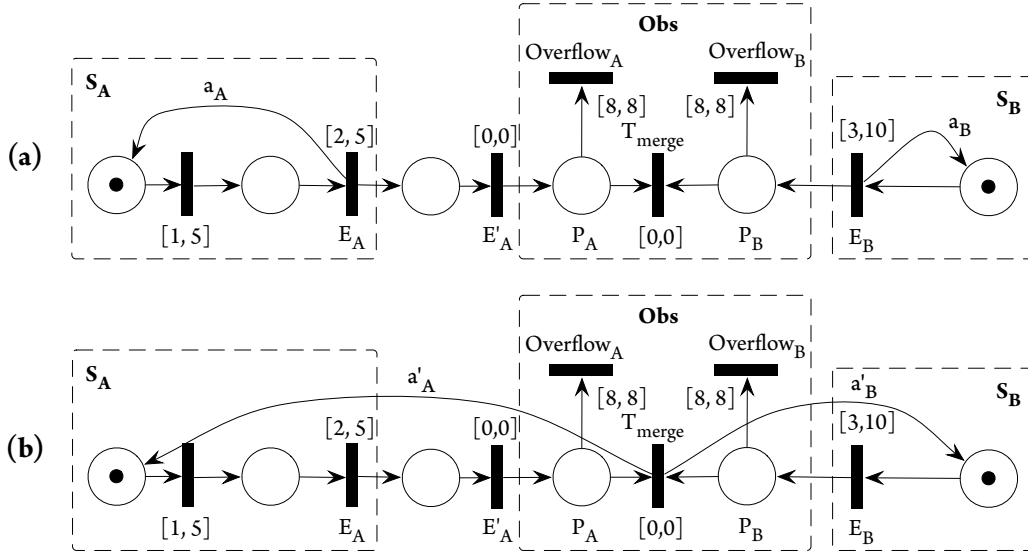 Obs
Overflow_A Overflow_B
S_A
a_A
[8, 8] [8, 8]
S_B
a_B
[2, 5] [0,0] T_merge [3,10]
(a)
[1, 5] E_A E'_A P_A [0,0] P_B E_B
Obs
Overflow_A Overflow_B
S_A
a'_A
[8, 8] [8, 8]
a'_B
S_B
[2, 5] [0,0] T_merge [3,10]
(b)
[1, 5] E_A E'_A P_A [0,0] P_B E_B